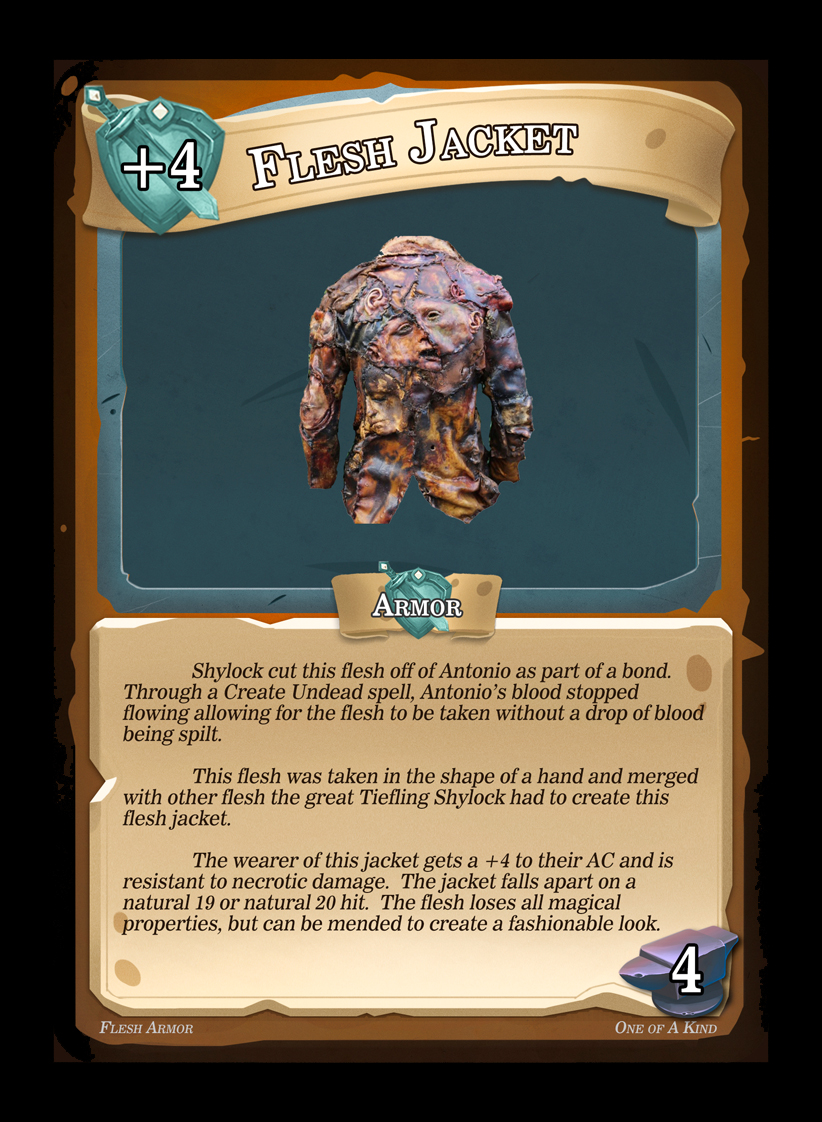 +4
Flesh Jacket
Armor
Shylock cut this flesh off of Antonio as part of a bond.
Through a Create Undead spell, Antonio's blood stopped
flowing allowing for the flesh to be taken without a drop of blood
being spilt.
This flesh was taken in the shape of a hand and merged
with other flesh the great Tiefling Shylock had to create this
flesh jacket.
The wearer of this jacket gets a +4 to their AC and is
resistant to necrotic damage.  The jacket falls apart on a
natural 19 or natural 20 hit.  The flesh loses all magical
properties, but can be mended to create a fashionable look.
4
Flesh Armor
One of A Kind